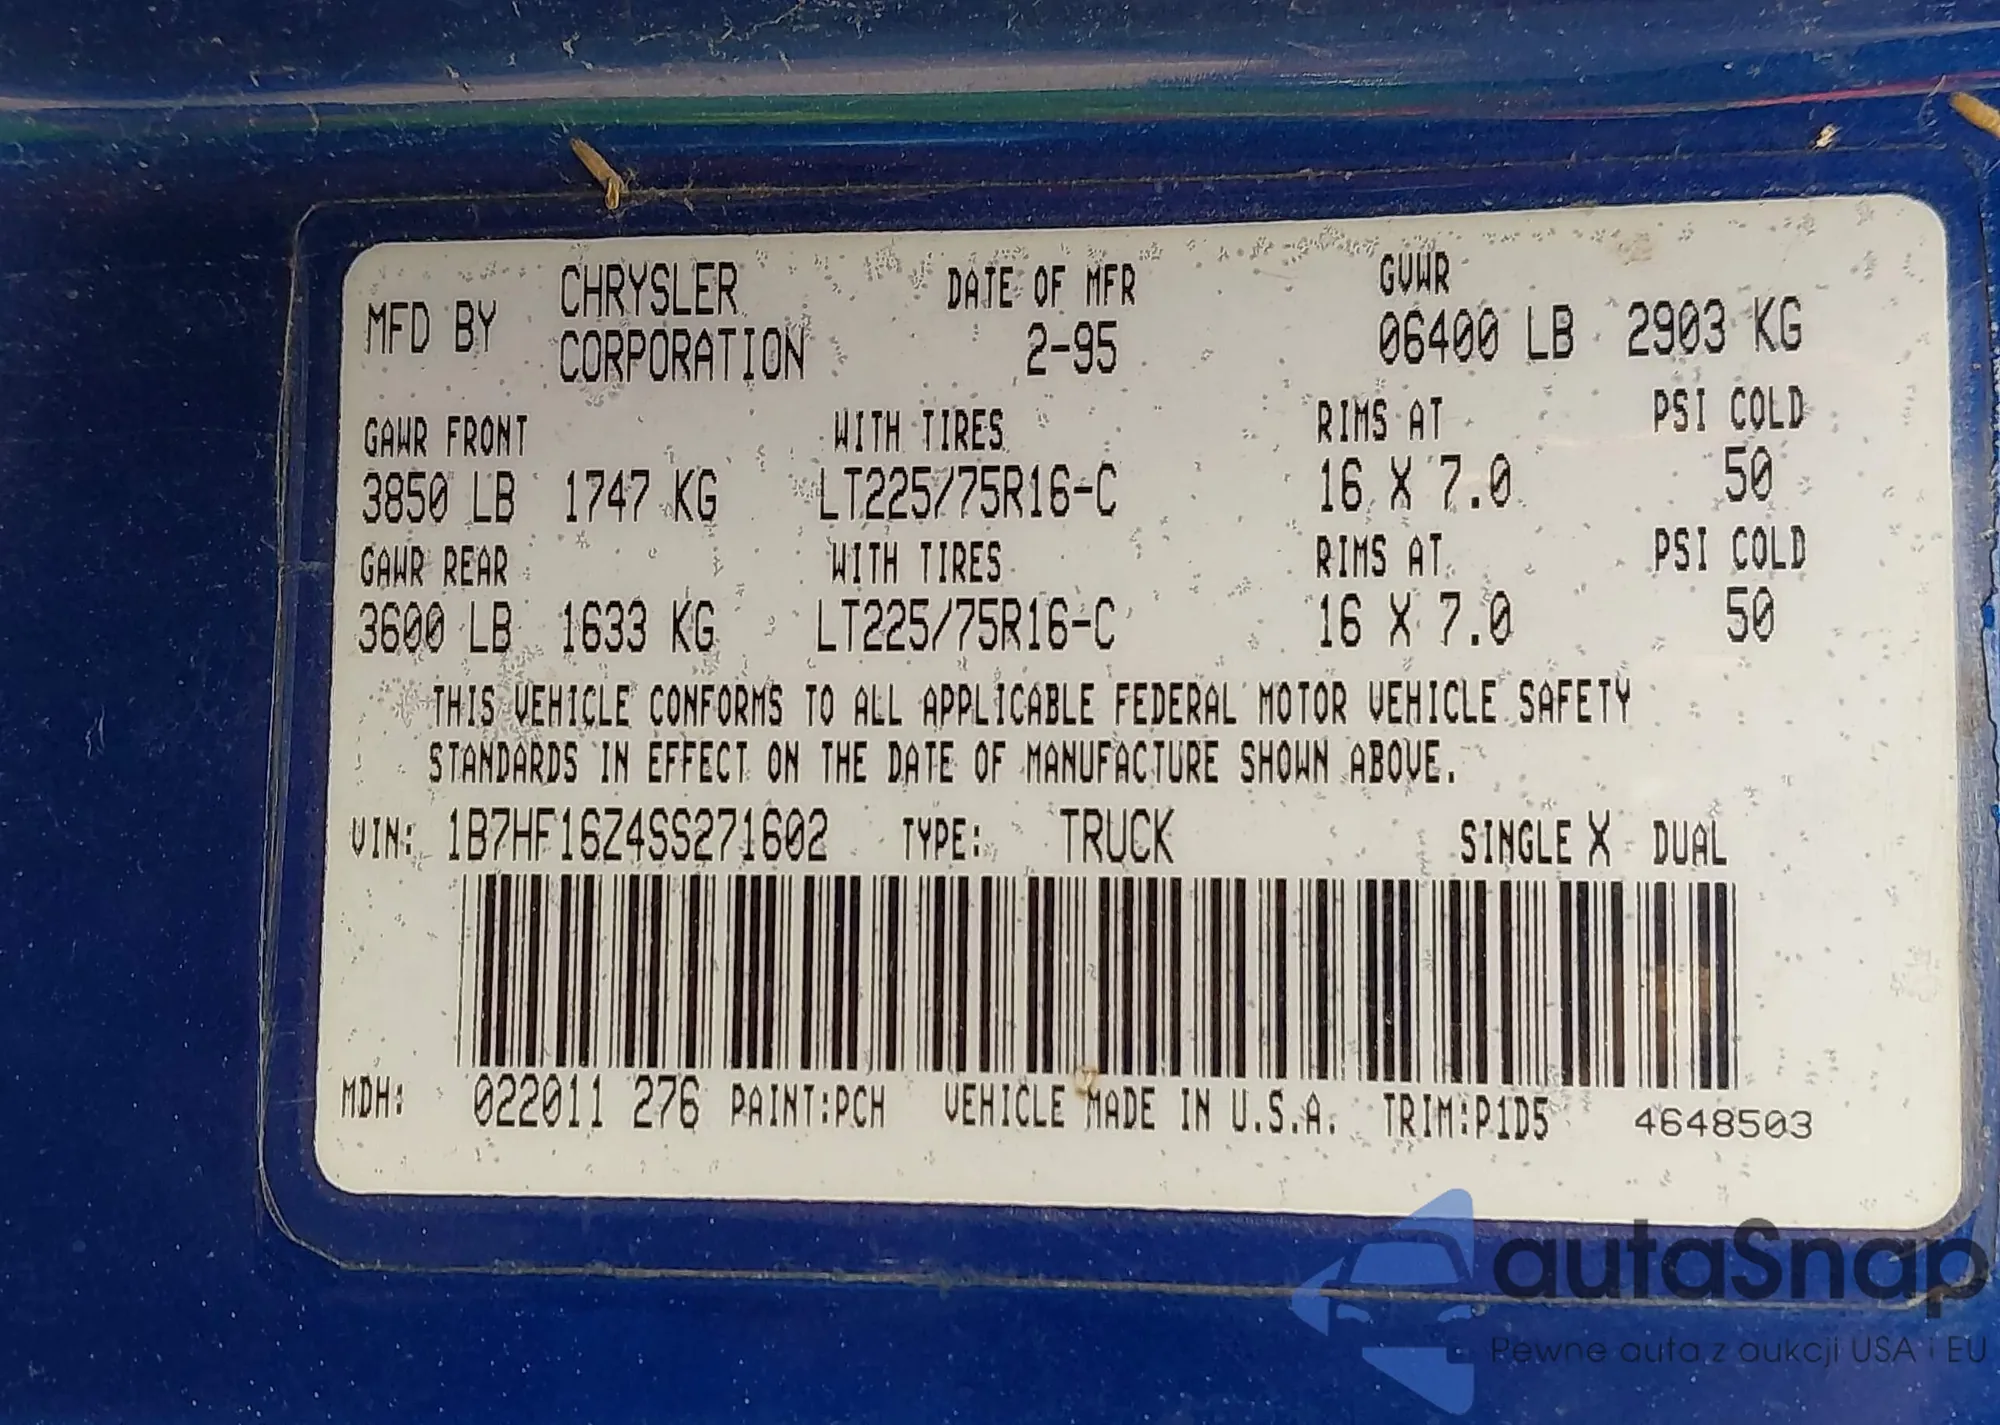 MFD BY CHRYSLER CORPORATION DATE OF MFR 2-95 GVWR 06400 LB 2903 KG
GAWR FRONT WITH TIRES RIMS AT PSI COLD
3850 LB 1747 KG LT225/75R16-C 16 X 7.0 50
GAWR REAR WITH TIRES RIMS AT PSI COLD
3600 LB 1633 KG LT225/75R16-C 16 X 7.0 50
THIS VEHICLE CONFORMS TO ALL APPLICABLE FEDERAL MOTOR VEHICLE SAFETY
STANDARDS IN EFFECT ON THE DATE OF MANUFACTURE SHOWN ABOVE.
VIN: 1B7HF16Z4SS271602 TYPE: TRUCK SINGLE X DUAL
MDH: 022011 276 PAINT:PCH VEHICLE MADE IN U.S.A. TRIM:P1D5 4648503
autaSnap
Pewne auta z aukcji USA i EU